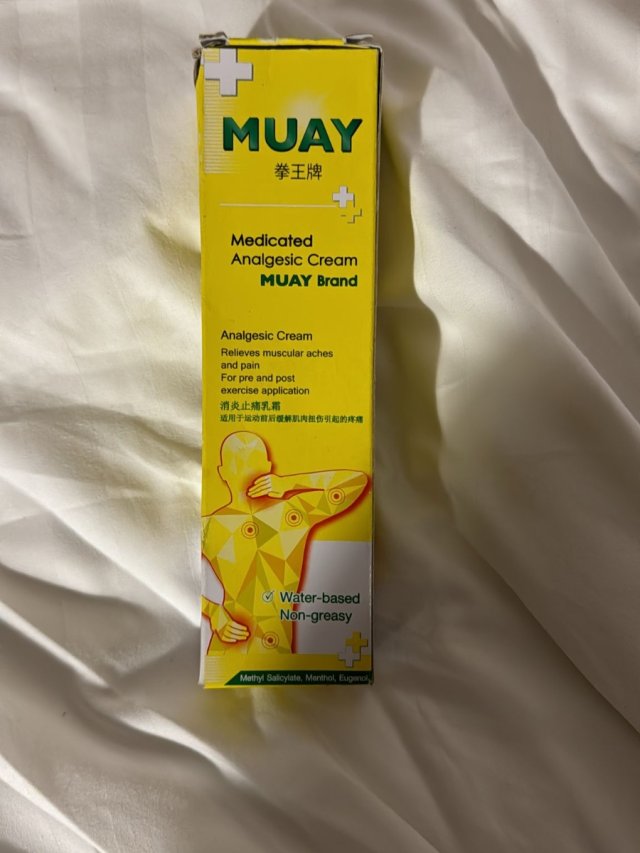 MUAY
拳王牌
Medicated
Analgesic Cream
MUAY Brand
Analgesic Cream
Relieves muscular aches
and pain
For pre and post
exercise application
消炎止痛乳霜
适用于运动前后缓解肌肉扭伤引起的疼痛
Water-based
Non-greasy
Methyl Salicylate, Menthol, Eugenol